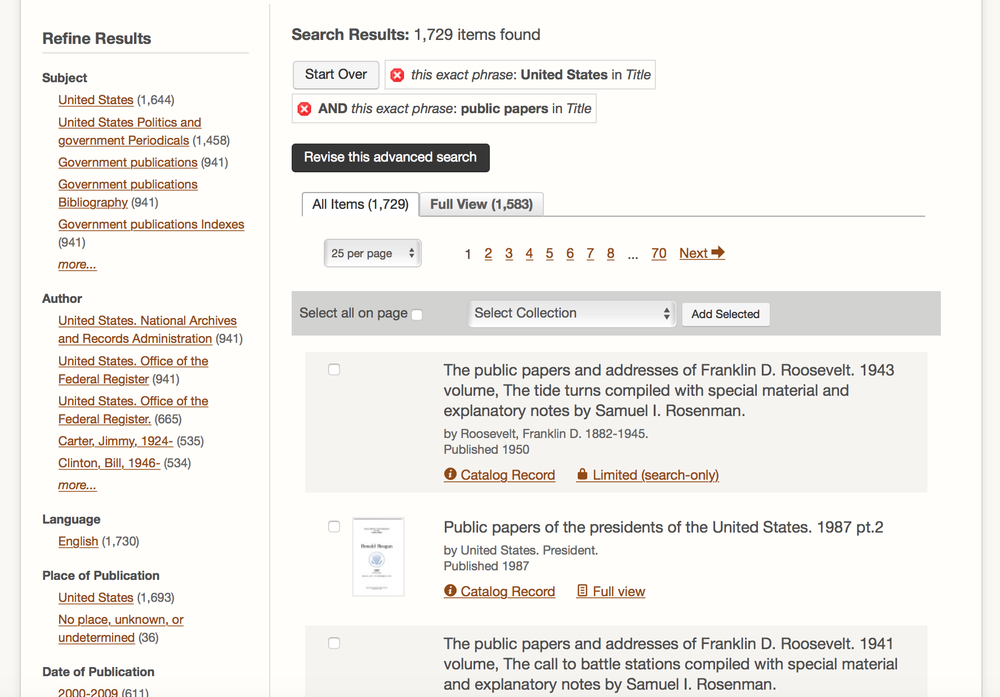 Refine Results
Subject
United States (1,644)
United States Politics and
government Periodicals (1,458)
Government publications (941)
Government publications
Bibliography (941)
Government publications Indexes
(941)
more...
Author
United States. National Archives
and Records Administration (941)
United States. Office of the
Federal Register (941)
United States. Office of the
Federal Register. (665)
Carter, Jimmy, 1924- (535)
Clinton, Bill, 1946- (534)
more...
Language
English (1,730)
Place of Publication
United States (1,693)
No place, unknown, or
undetermined (36)
Date of Publication
2000-2009 (611)
Search Results: 1,729 items found
Start Over
this exact phrase: United States in Title
AND this exact phrase: public papers in Title
Revise this advanced search
All Items (1,729)
Full View (1,583)
25 per page
1 2 3 4 5 6 7 8 ... 70 Next
Select all on page
Select Collection
Add Selected
The public papers and addresses of Franklin D. Roosevelt. 1943
volume, The tide turns compiled with special material and
explanatory notes by Samuel I. Rosenman.
by Roosevelt, Franklin D. 1882-1945.
Published 1950
Catalog Record
Limited (search-only)
Ronald Reagan
Public papers of the presidents of the United States. 1987 pt.2
by United States. President.
Published 1987
Catalog Record
Full view
The public papers and addresses of Franklin D. Roosevelt. 1941
volume, The call to battle stations compiled with special material
and explanatory notes by Samuel I. Rosenman.